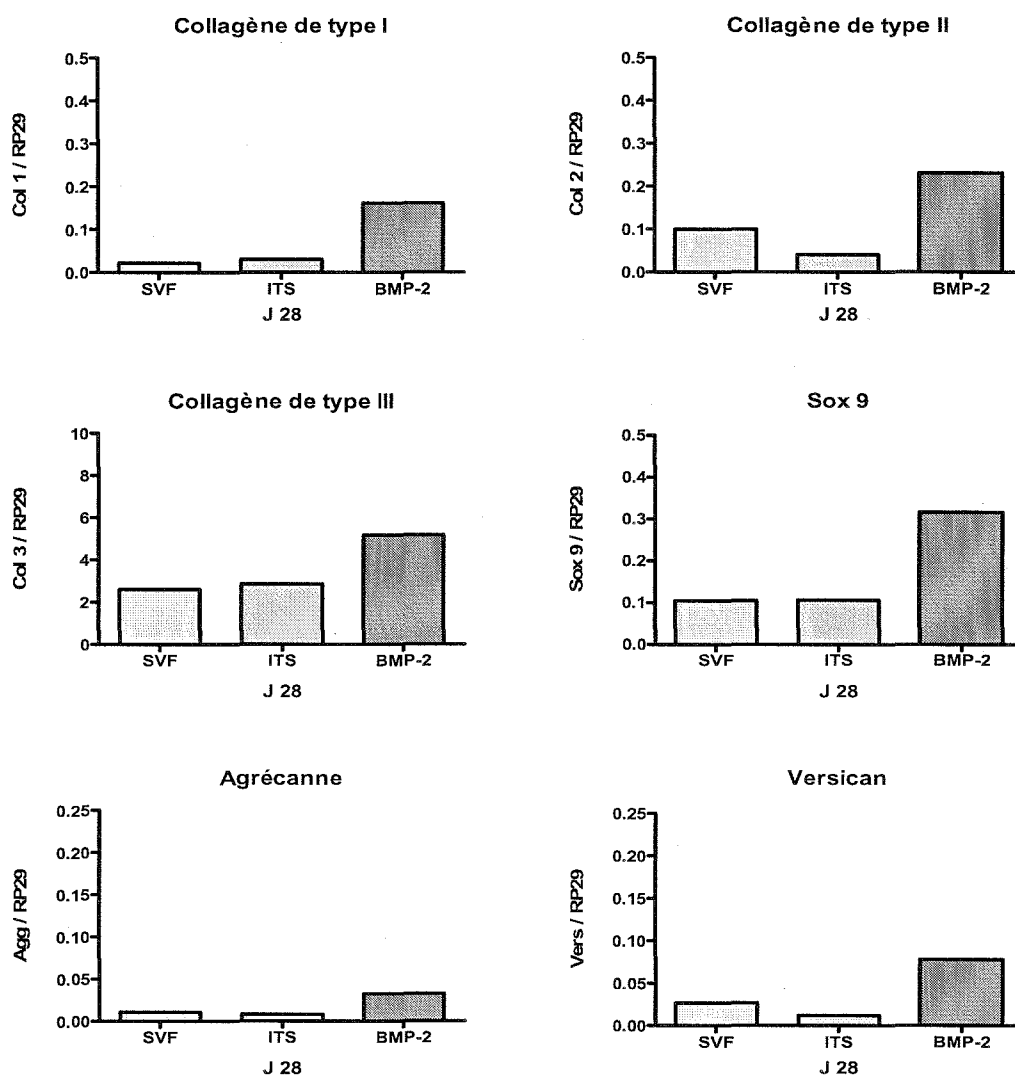 Collagène de type I
Col 1 / RP29
0.5
0.4
0.3
0.2
0.1
0.0
SVF ITS BMP-2
J 28
Collagène de type II
Col 2 / RP29
0.5
0.4
0.3
0.2
0.1
0.0
SVF ITS BMP-2
J 28
Collagène de type III
Col 3 / RP29
10
8
6
4
2
0
SVF ITS BMP-2
J 28
Sox 9
Sox 9 / RP29
0.5
0.4
0.3
0.2
0.1
0.0
SVF ITS BMP-2
J 28
Agrécanne
Agg / RP29
0.25
0.20
0.15
0.10
0.05
0.00
SVF ITS BMP-2
J 28
Versican
Vers / RP29
0.25
0.20
0.15
0.10
0.05
0.00
SVF ITS BMP-2
J 28